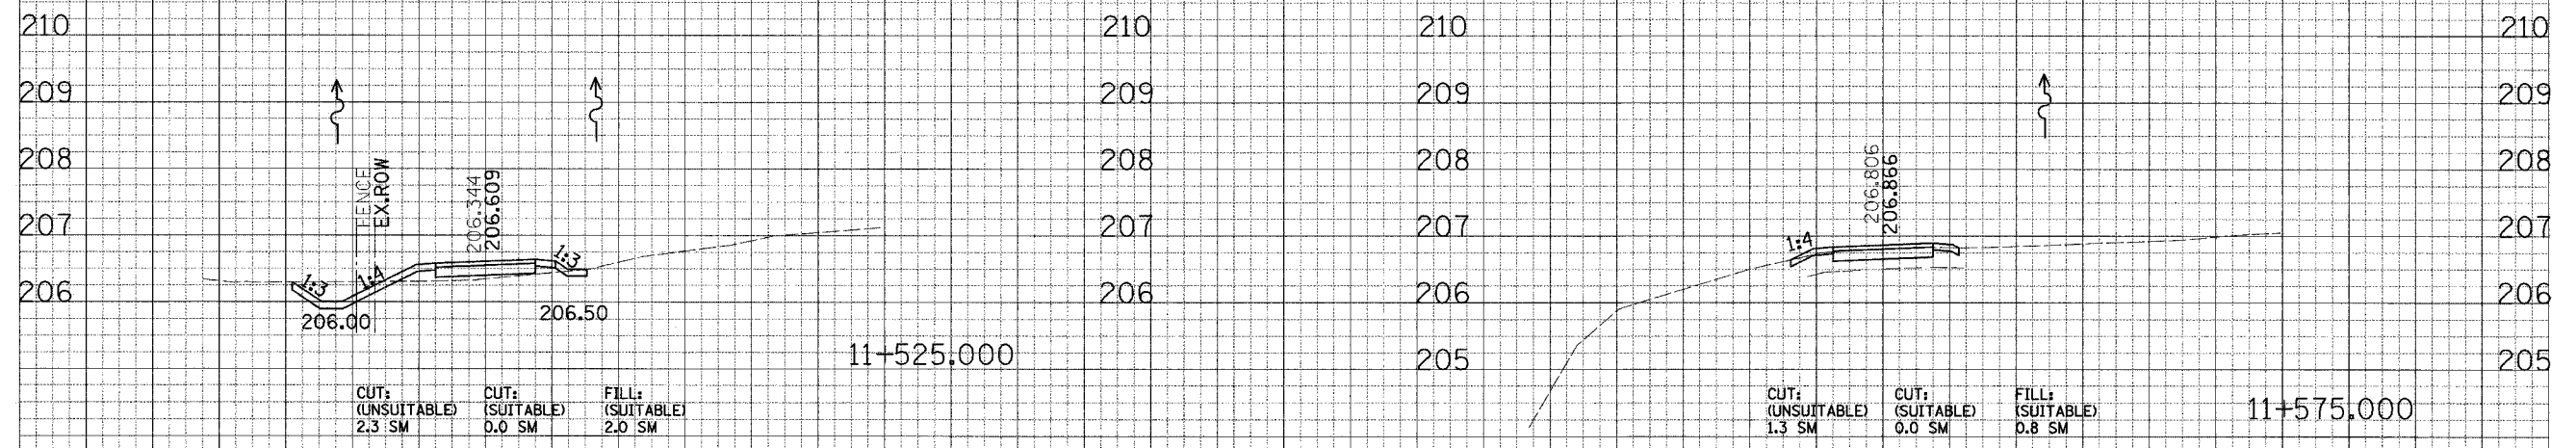 210 210 210 210
209 209 209 209
208 208 208 208
FENCE
EX.ROW
206.344
206.609
206.806
206.866
207 207 207 207
1:3
1:4
1:3
1:4
206 206 206 206
206.00
206.50
11+525.000
205 205
CUT: CUT: FILL:
(UNSUITABLE) (SUITABLE) (SUITABLE)
2.3 SM 0.0 SM 2.0 SM
CUT: CUT: FILL:
(UNSUITABLE) (SUITABLE) (SUITABLE)
1.3 SM 0.0 SM 0.8 SM
11+575.000